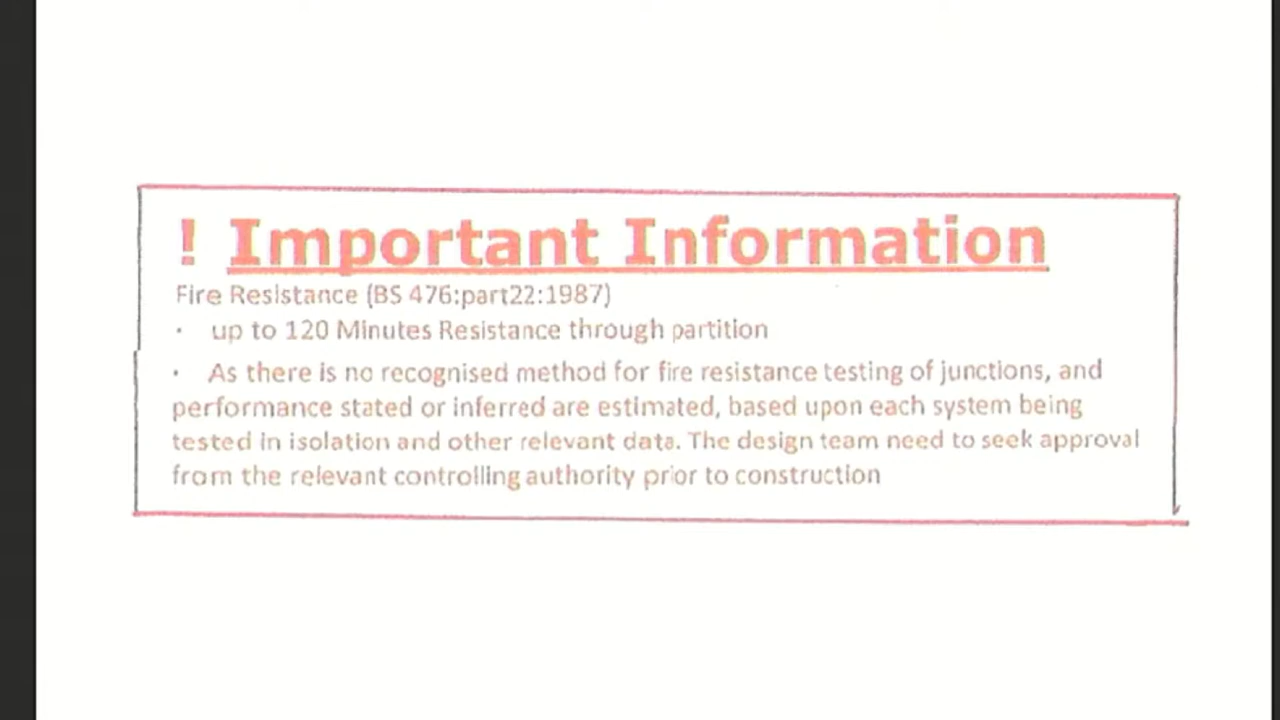 ! Important Information
Fire Resistance (BS 476:part22:1987)
· up to 120 Minutes Resistance through partition
· As there is no recognised method for fire resistance testing of junctions, and
performance stated or inferred are estimated, based upon each system being
tested in isolation and other relevant data. The design team need to seek approval
from the relevant controlling authority prior to construction